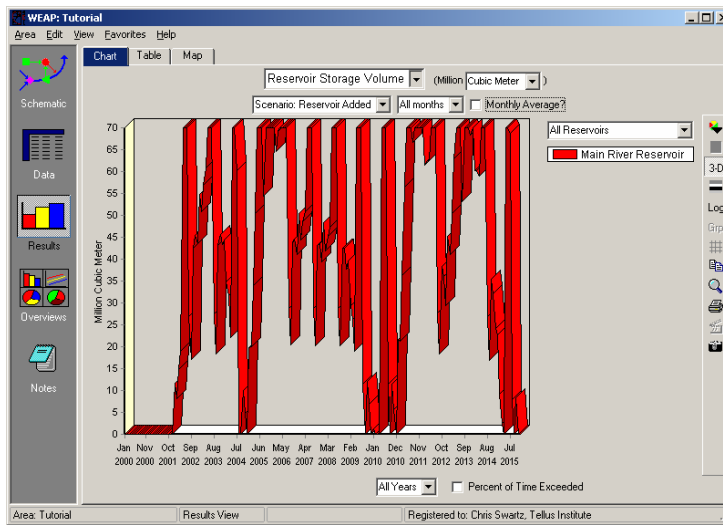 WEAP: Tutorial
Area Edit View Favorites Help
Chart Table Map
Reservoir Storage Volume (Million Cubic Meter )
Scenario: Reservoir Added All months Monthly Average?
All Reservoirs
Main River Reservoir
Schematic
Data
Results
Overviews
Notes
3-D
Log
Million Cubic Meter
70
65
60
55
50
45
40
35
30
25
20
15
10
5
0
Jan Nov Oct Sep Aug Jul Jun May Apr Mar Feb Jan Dec Nov Oct Sep Aug Jul
2000 2000 2001 2002 2003 2004 2005 2006 2007 2008 2009 2010 2010 2011 2012 2013 2014 2015
All Years Percent of Time Exceeded
Area: Tutorial Results View Registered to: Chris Swartz, Tellus Institute